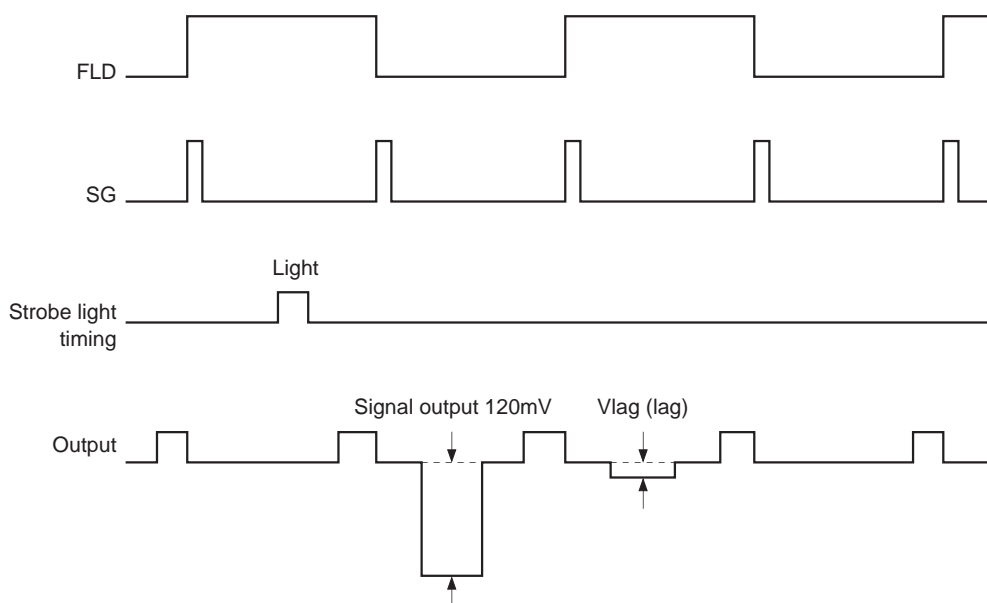 FLD
SG
Light
Strobe light
timing
Signal output 120mV
Vlag (lag)
Output